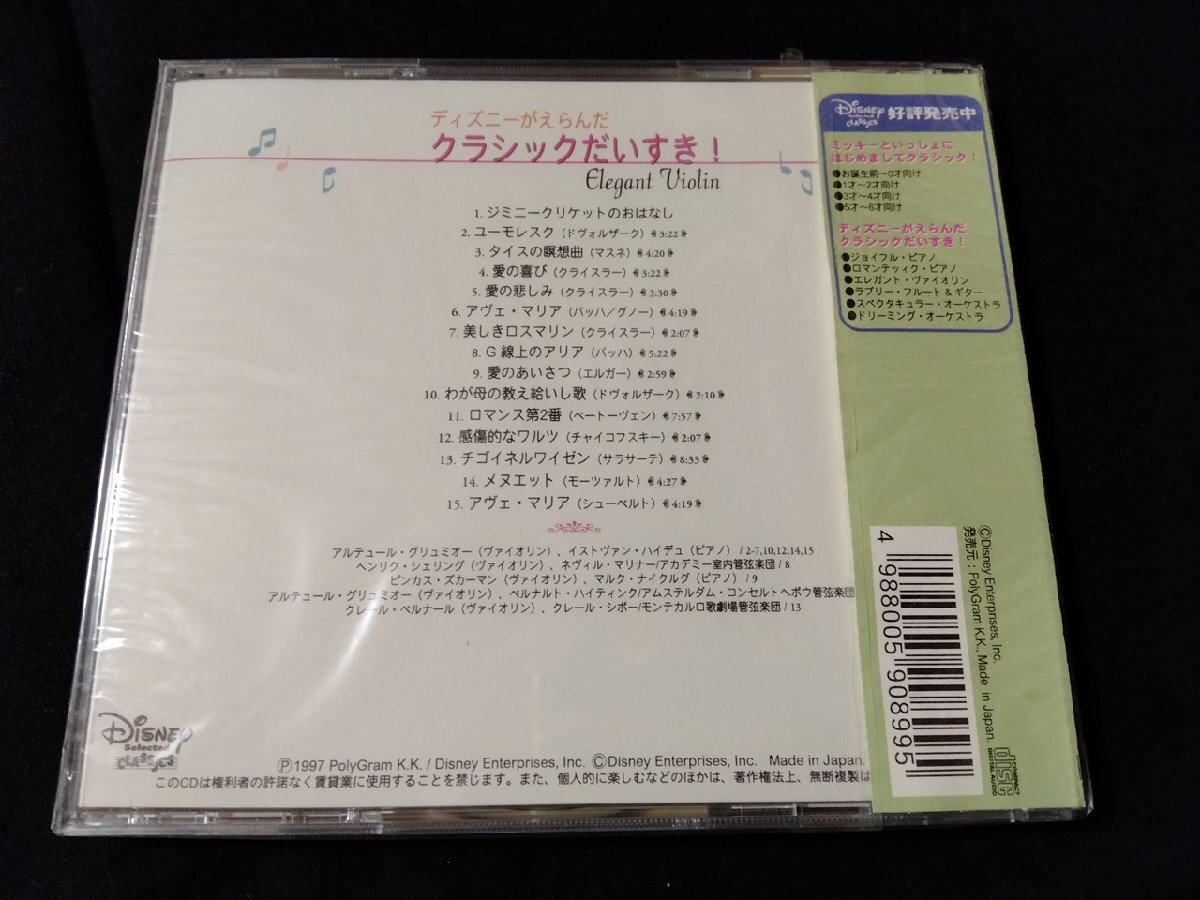 ディズニーがえらんだ
クラシックだいすき！
Elegant Violin
1. ジミニークリケットのおはなし
2. ユーモレスク（ドヴォルザーク）3:22
3. タイスの瞑想曲（マスネ）4:20
4. 愛の喜び（クライスラー）3:22
5. 愛の悲しみ（クライスラー）3:30
6. アヴェ・マリア（バッハ／グノー）4:19
7. 美しきロスマリン（クライスラー）2:07
8. G 線上のアリア（バッハ）5:22
9. 愛のあいさつ（エルガー）2:59
10. わが母の教え給いし歌（ドヴォルザーク）2:10
11. ロマンス第2番（ベートーヴェン）7:57
12. 感傷的なワルツ（チャイコフスキー）2:07
13. チゴイネルワイゼン（サラサーテ）8:33
14. メヌエット（モーツァルト）4:27
15. アヴェ・マリア（シューベルト）4:19
アルテュール・グリュミオー（ヴァイオリン）、イストヴァン・ハイデュ（ピアノ）/ 2-7,10,12,14,15
ヘンリク・シェリング（ヴァイオリン）、ネヴィル・マリナー/アカデミー室内管弦楽団 / 8
ピンカス・ズカーマン（ヴァイオリン）、マルク・ナイクルグ（ピアノ）/ 9
アルテュール・グリュミオー（ヴァイオリン）、ベルナルト・ハイティンク/アムステルダム・コンセルトヘボウ管弦楽団
クレール・ベルナール（ヴァイオリン）、クレール・ジボー/モンテカルロ歌劇場管弦楽団 / 13
DISNEY
Selected
CLASSICS
Ⓟ1997 PolyGram K.K. / Disney Enterprises, Inc. ©Disney Enterprises, Inc. Made in Japan.
このCDは権利者の許諾なく賃貸業に使用することを禁じます。また、個人的に楽しむなどのほかは、著作権法上、無断複製は
DISNEY
Selected
CLASSICS
好評発売中
ミッキーといっしょに
はじめましてクラシック！
●お誕生前～0才向け
●1才～2才向け
●3才～4才向け
●5才～6才向け
ディズニーがえらんだ
クラシックだいすき！
●ジョイフル・ピアノ
●ロマンティック・ピアノ
●エレガント・ヴァイオリン
●ラブリー・フルート＆ギター
●スペクタキュラー・オーケストラ
●ドリーミング・オーケストラ
©Disney Enterprises, Inc.
発売元：PolyGram K.K., Made in Japan.
4 988005 908995
COMPACT
disc
DIGITAL AUDIO